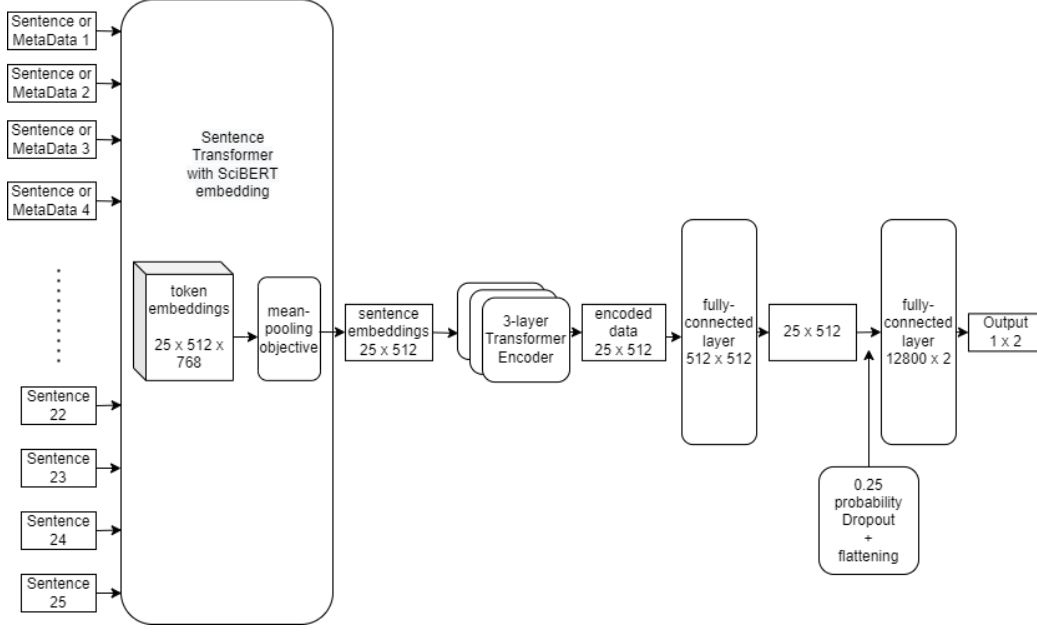 Sentence or
MetaData 1
Sentence or
MetaData 2
Sentence or
MetaData 3
Sentence or
MetaData 4
Sentence
22
Sentence
23
Sentence
24
Sentence
25
Sentence
Transformer
with SciBERT
embedding
token
embeddings
25 x 512 x
768
mean-
pooling
objective
sentence
embeddings
25 x 512
3-layer
Transformer
Encoder
encoded
data
25 x 512
fully-
connected
layer
512 x 512
25 x 512
0.25
probability
Dropout
+
flattening
fully-
connected
layer
12800 x 2
Output
1 x 2